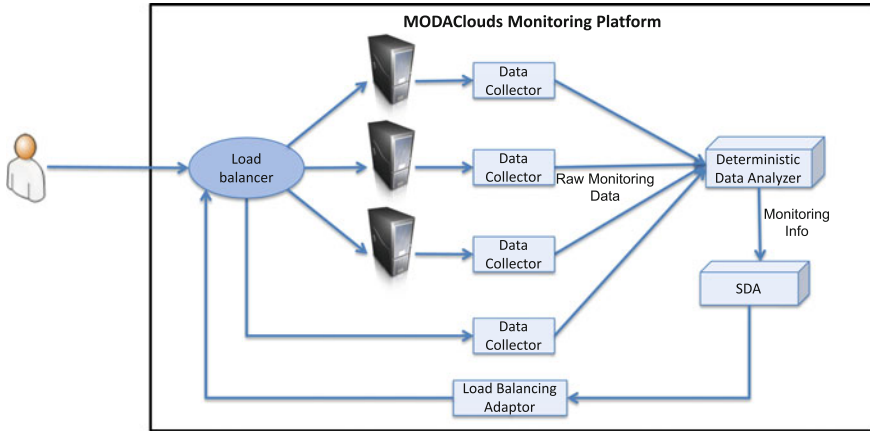 MODAClouds Monitoring Platform
Data
Collector
Load
balancer
Data
Collector
Raw Monitoring
Data
Deterministic
Data Analyzer
Monitoring
Info
Data
Collector
SDA
Data
Collector
Load Balancing
Adaptor